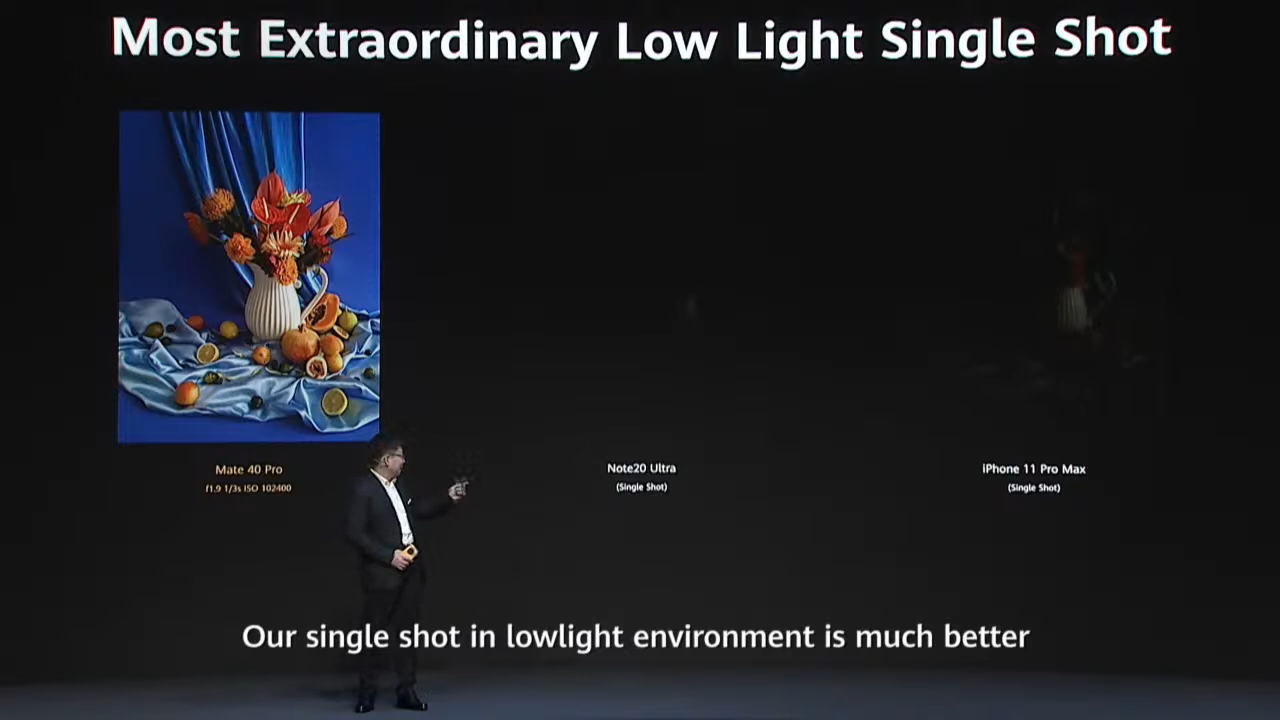 Most Extraordinary Low Light Single Shot
Mate 40 Pro
f1.9 1/3s ISO 102400
Note20 Ultra
(Single Shot)
iPhone 11 Pro Max
(Single Shot)
Our single shot in lowlight environment is much better